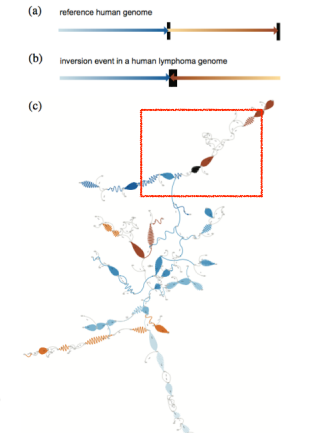 (a)
reference human genome
(b)
inversion event in a human lymphoma genome
(c)